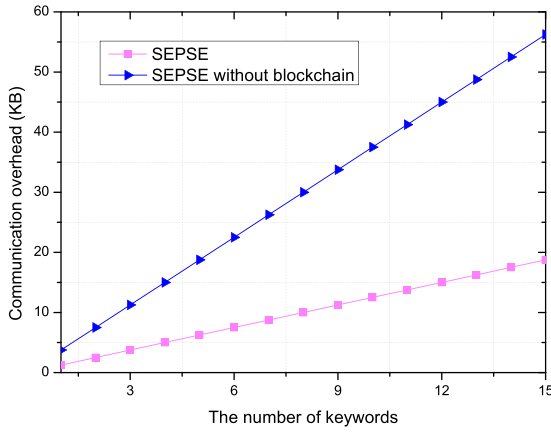 60
50
40
30
20
10
0
Communication overhead (KB)
SEPSE
SEPSE without blockchain
3 6 9 12 15
The number of keywords